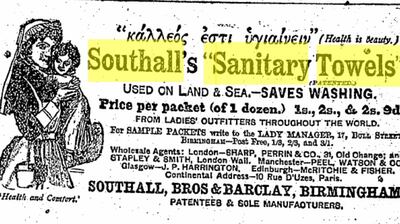 "κάλλεός ἐστι ὑγιαίνειν" (Health is beauty.)
Southall's "Sanitary Towels"
(PATENTED.)
USED ON LAND & SEA.—SAVES WASHING.
Price per packet (of 1 dozen.) 1s., 2s., & 2s. 9d
FROM LADIES' OUTFITTERS THROUGHOUT THE WORLD.
For SAMPLE PACKETS write to the LADY MANAGER, 17, BULL STREET
BIRMINGHAM—Post Free, 1/3, 2/3, and 3/1.
Wholesale Agents: London—SHARP, PERRIN & CO., 31, Old Change; an
STAPLEY & SMITH, London Wall. Manchester—PEEL, WATSON & C
Glasgow—J. P. HARRINGTON. Edinburgh—McRITCHIE & FISHER,
Continental Address—10 Rue D'Uzes, Paris.
SOUTHALL, BROS & BARCLAY, BIRMINGHAM
PATENTEES & SOLE MANUFACTURERS.
"Health and Comfort."